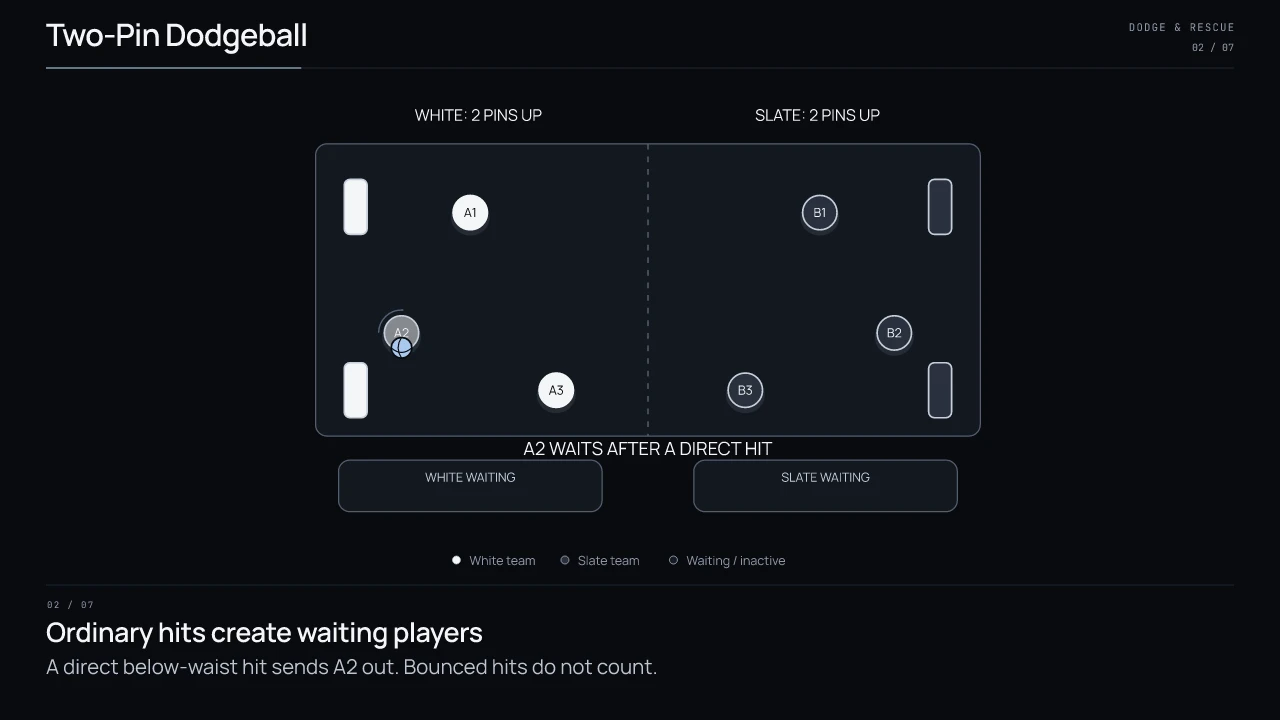 Two-Pin Dodgeball
DODGE & RESCUE
02 / 07
WHITE: 2 PINS UP
SLATE: 2 PINS UP
A1
B1
A2
B2
A3
B3
A2 WAITS AFTER A DIRECT HIT
WHITE WAITING
SLATE WAITING
White team
Slate team
Waiting / inactive
02 / 07
Ordinary hits create waiting players
A direct below-waist hit sends A2 out. Bounced hits do not count.